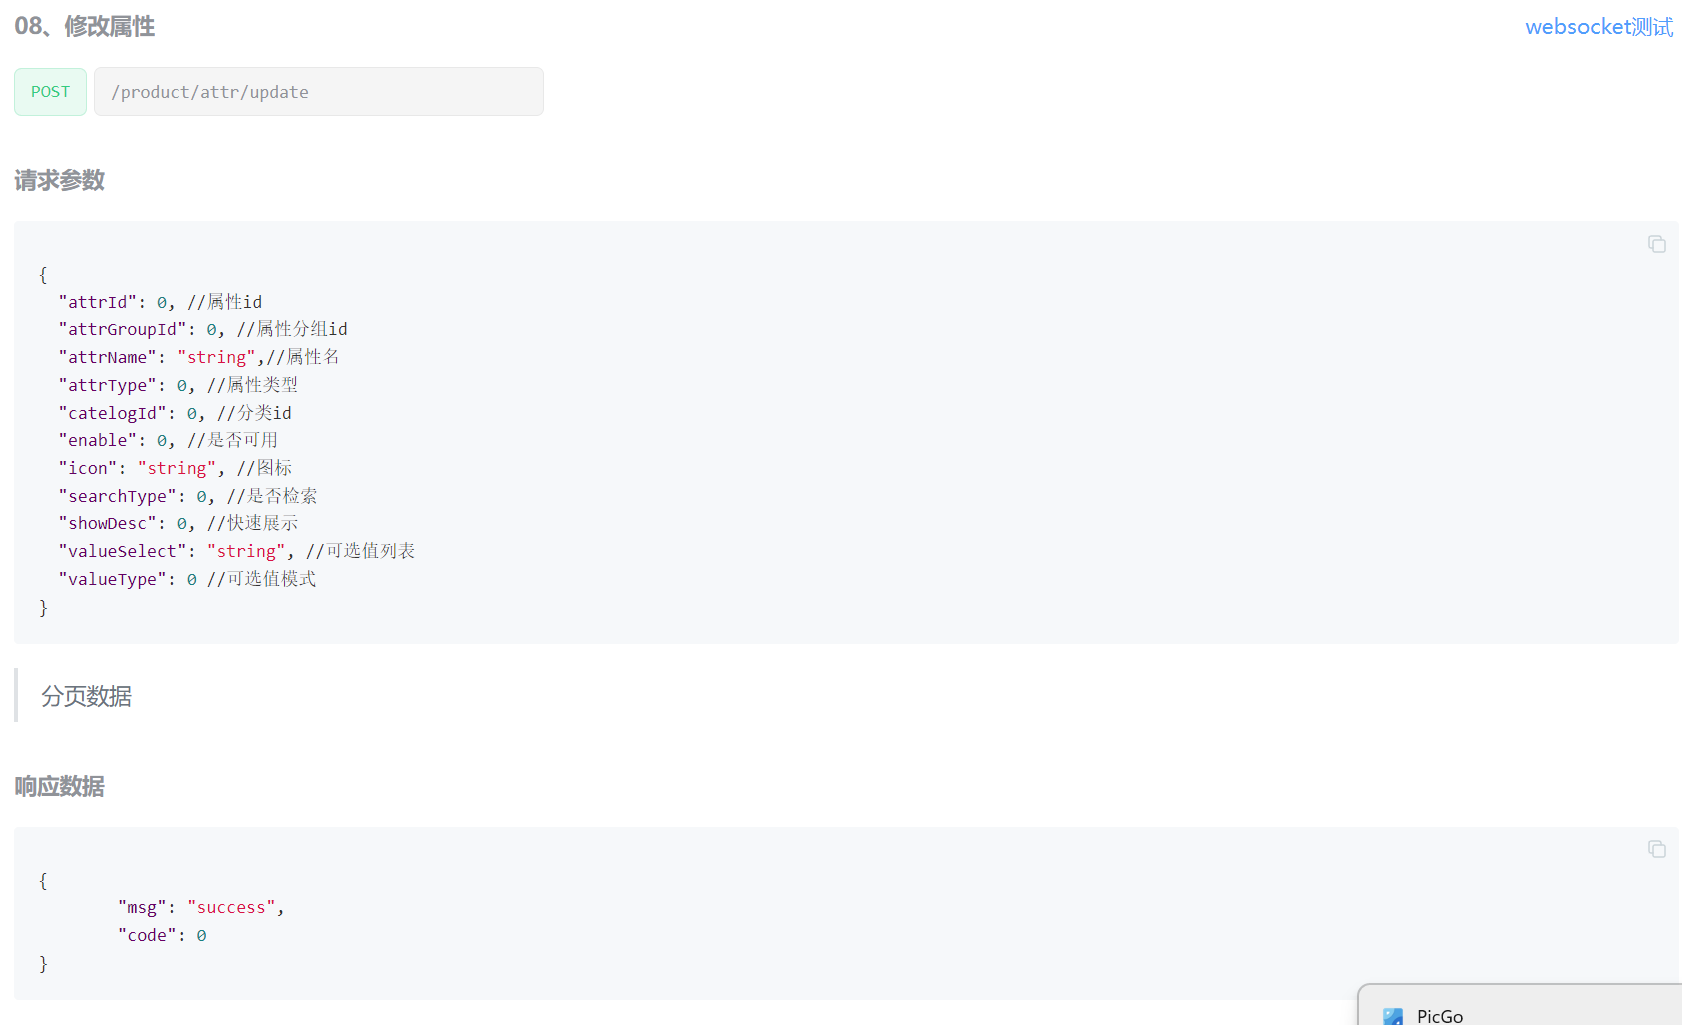 08、修改属性
websocket测试
POST
/product/attr/update
请求参数
{
"attrId": 0, //属性id
"attrGroupId": 0, //属性分组id
"attrName": "string",//属性名
"attrType": 0, //属性类型
"catelogId": 0, //分类id
"enable": 0, //是否可用
"icon": "string", //图标
"searchType": 0, //是否检索
"showDesc": 0, //快速展示
"valueSelect": "string", //可选值列表
"valueType": 0 //可选值模式
}
分页数据
响应数据
{
"msg": "success",
"code": 0
}
PicGo